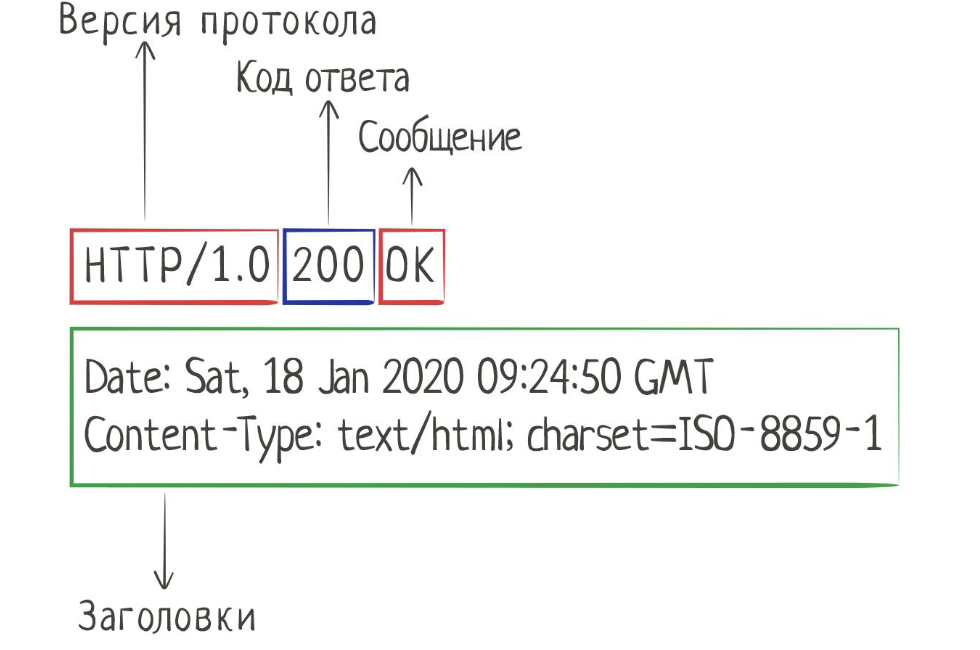 Версия протокола
Код ответа
Сообщение
HTTP/1.0 200 OK
Date: Sat, 18 Jan 2020 09:24:50 GMT
Content-Type: text/html; charset=ISO-8859-1
Заголовки